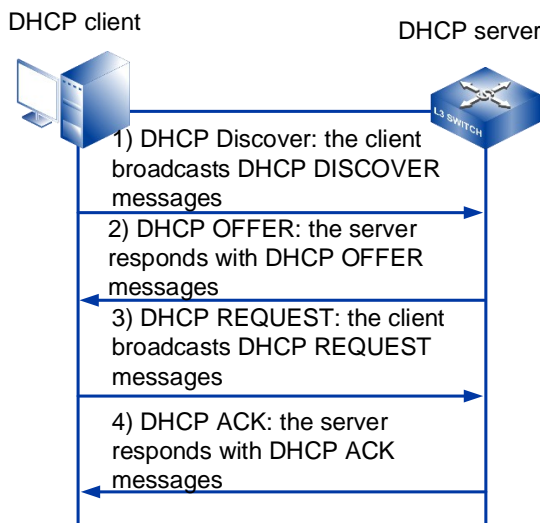 DHCP client
DHCP server
L3 SWITCH
1) DHCP Discover: the client
broadcasts DHCP DISCOVER
messages
2) DHCP OFFER: the server
responds with DHCP OFFER
messages
3) DHCP REQUEST: the client
broadcasts DHCP REQUEST
messages
4) DHCP ACK: the server
responds with DHCP ACK
messages